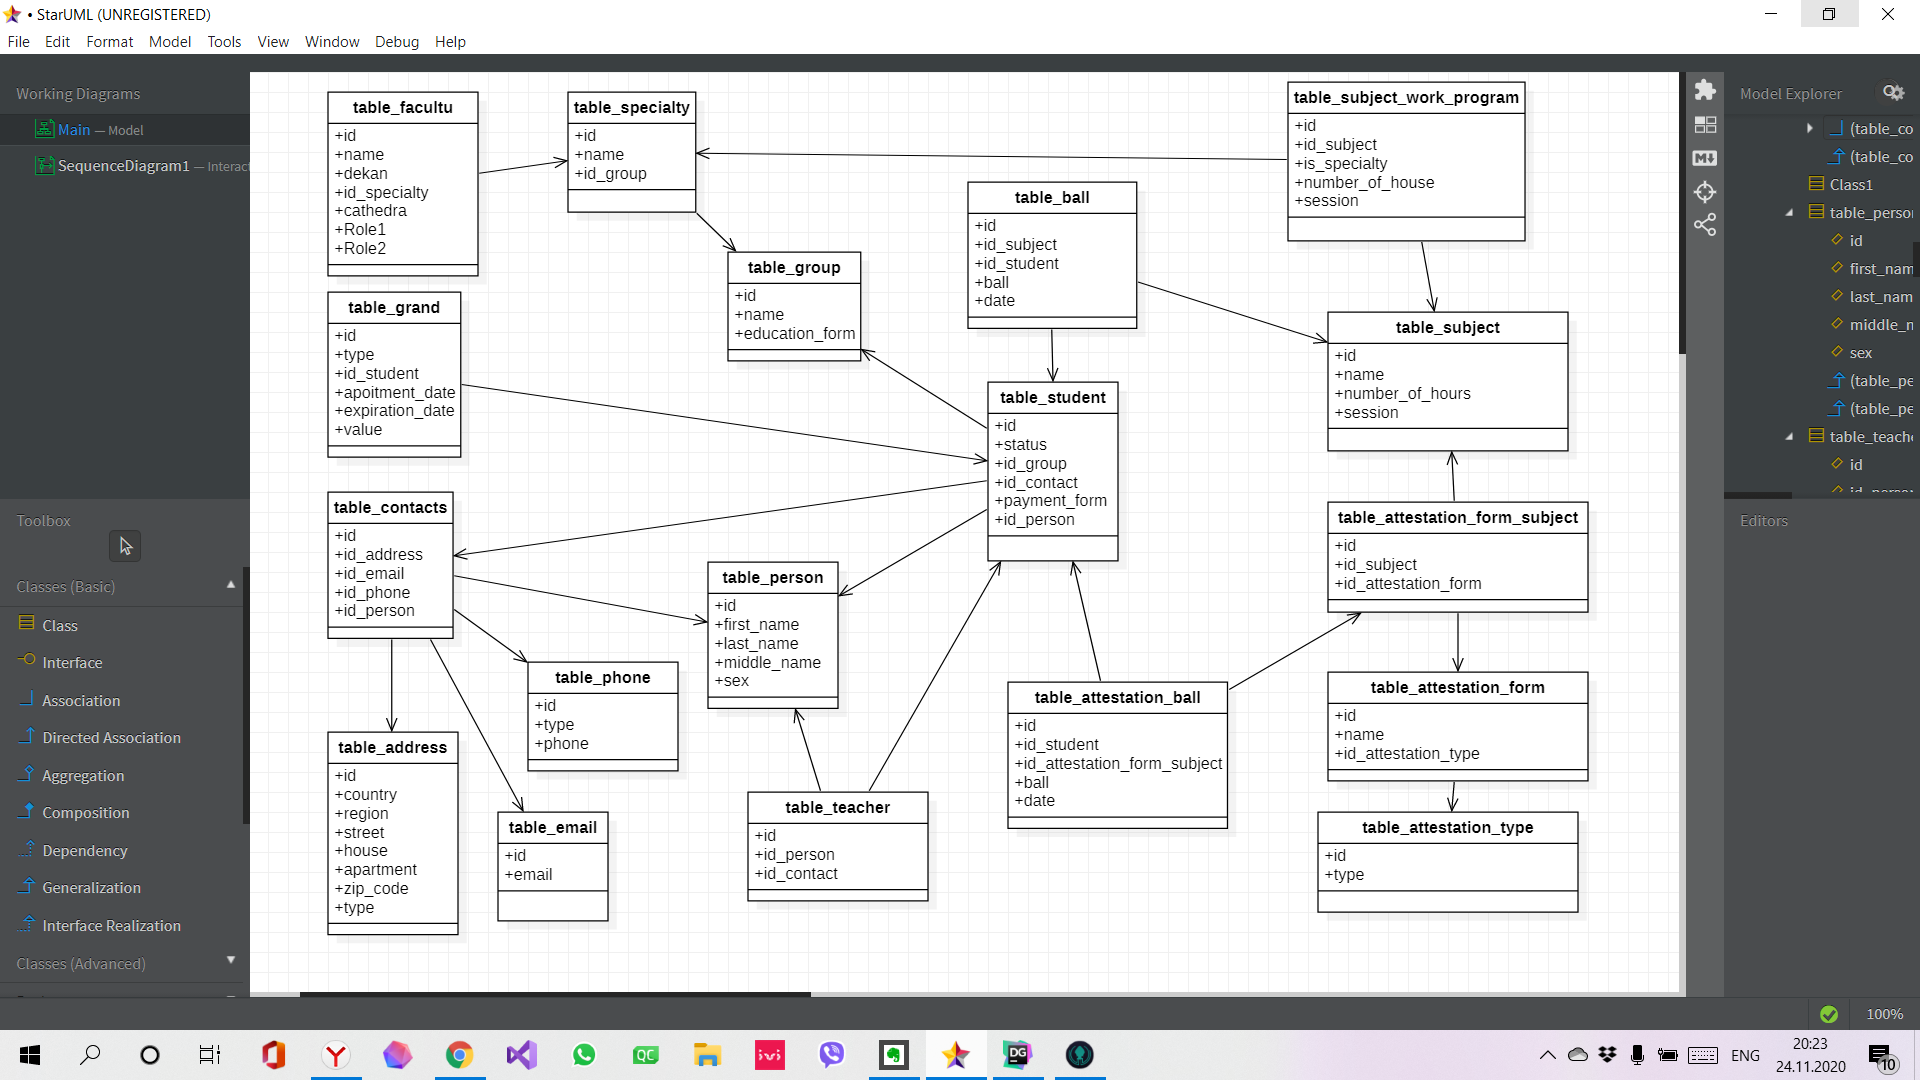 • StarUML (UNREGISTERED)
File Edit Format Model Tools View Window Debug Help
Working Diagrams
Main — Model
SequenceDiagram1 — Interac
Toolbox
Classes (Basic)
Class
Interface
Association
Directed Association
Aggregation
Composition
Dependency
Generalization
Interface Realization
Classes (Advanced)
table_facultu
+id
+name
+dekan
+id_specialty
+cathedra
+Role1
+Role2
table_specialty
+id
+name
+id_group
table_subject_work_program
+id
+id_subject
+is_specialty
+number_of_house
+session
table_ball
+id
+id_subject
+id_student
+ball
+date
table_group
+id
+name
+education_form
table_grand
+id
+type
+id_student
+apoitment_date
+expiration_date
+value
table_subject
+id
+name
+number_of_hours
+session
table_student
+id
+status
+id_group
+id_contact
+payment_form
+id_person
table_contacts
+id
+id_address
+id_email
+id_phone
+id_person
table_attestation_form_subject
+id
+id_subject
+id_attestation_form
table_person
+id
+first_name
+last_name
+middle_name
+sex
table_phone
+id
+type
+phone
table_attestation_form
+id
+name
+id_attestation_type
table_attestation_ball
+id
+id_student
+id_attestation_form_subject
+ball
+date
table_address
+id
+country
+region
+street
+house
+apartment
+zip_code
+type
table_teacher
+id
+id_person
+id_contact
table_email
+id
+email
table_attestation_type
+id
+type
Model Explorer
(table_co
(table_co
Class1
table_person
id
first_nam
last_nam
middle_n
sex
(table_pe
(table_pe
table_teache
id
Editors
100%
ENG
20:23
24.11.2020
10
QC
ivi
DG
M